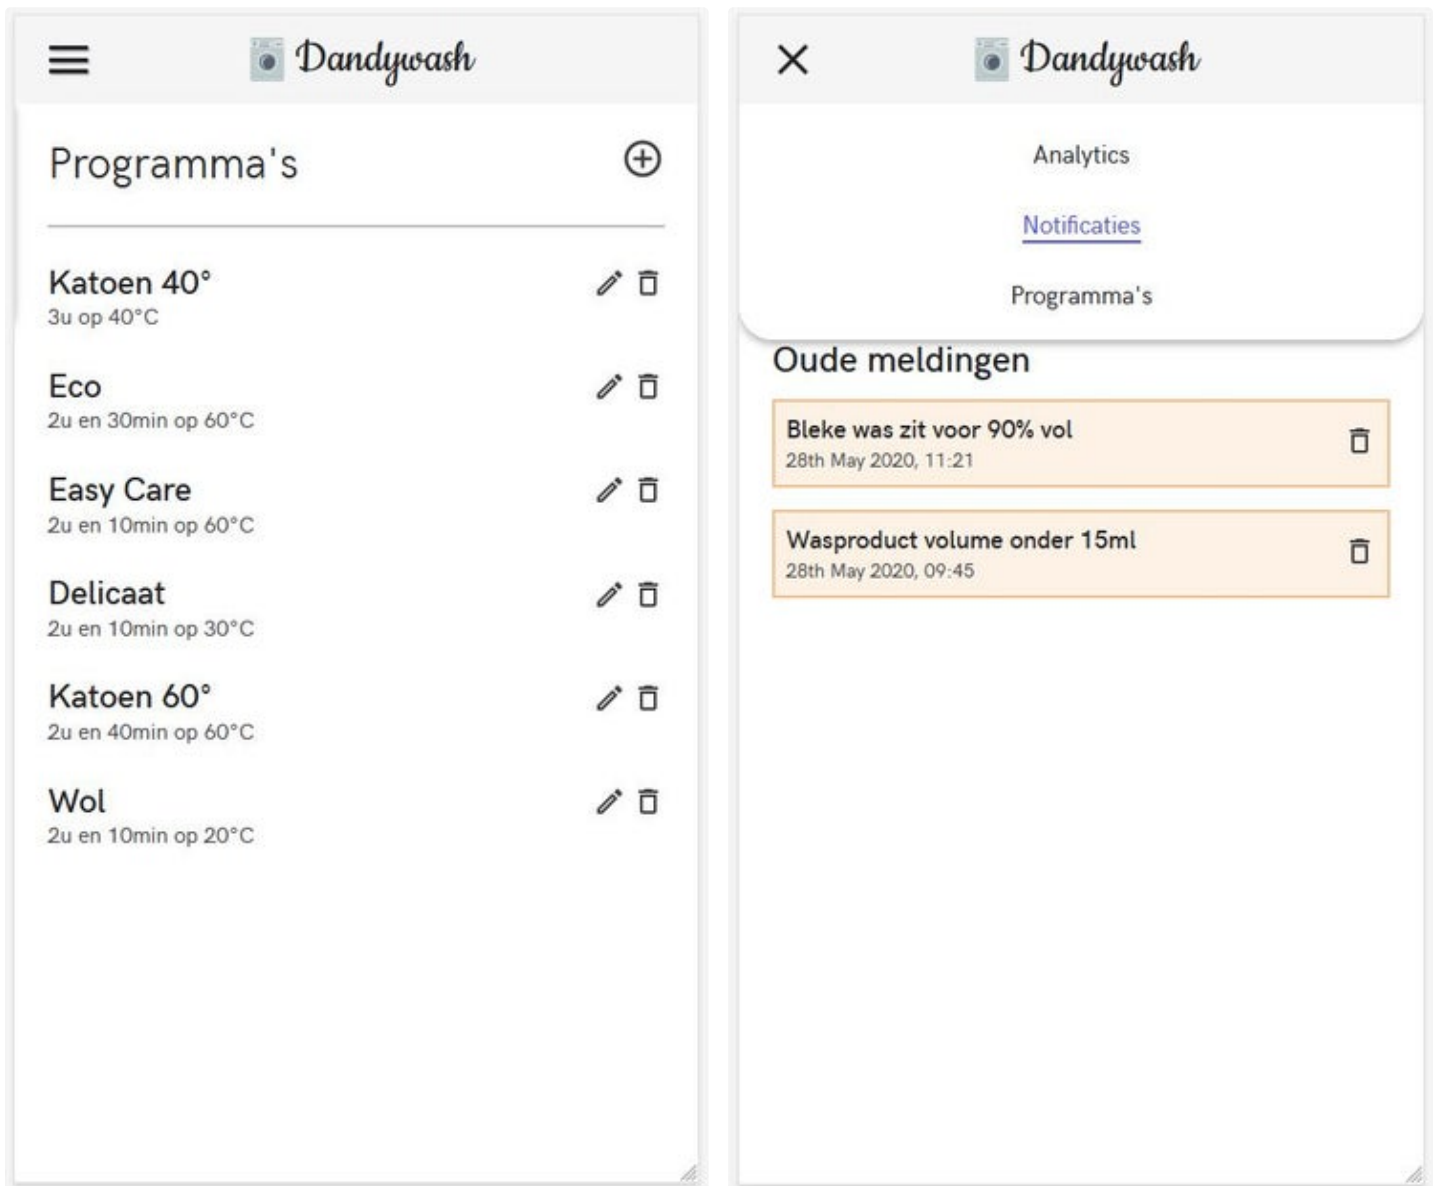 Dandywash
Programma's
Katoen 40°
3u op 40°C
Eco
2u en 30min op 60°C
Easy Care
2u en 10min op 60°C
Delicaat
2u en 10min op 30°C
Katoen 60°
2u en 40min op 60°C
Wol
2u en 10min op 20°C
Dandywash
Analytics
Notificaties
Programma's
Oude meldingen
Bleke was zit voor 90% vol
28th May 2020, 11:21
Wasproduct volume onder 15ml
28th May 2020, 09:45